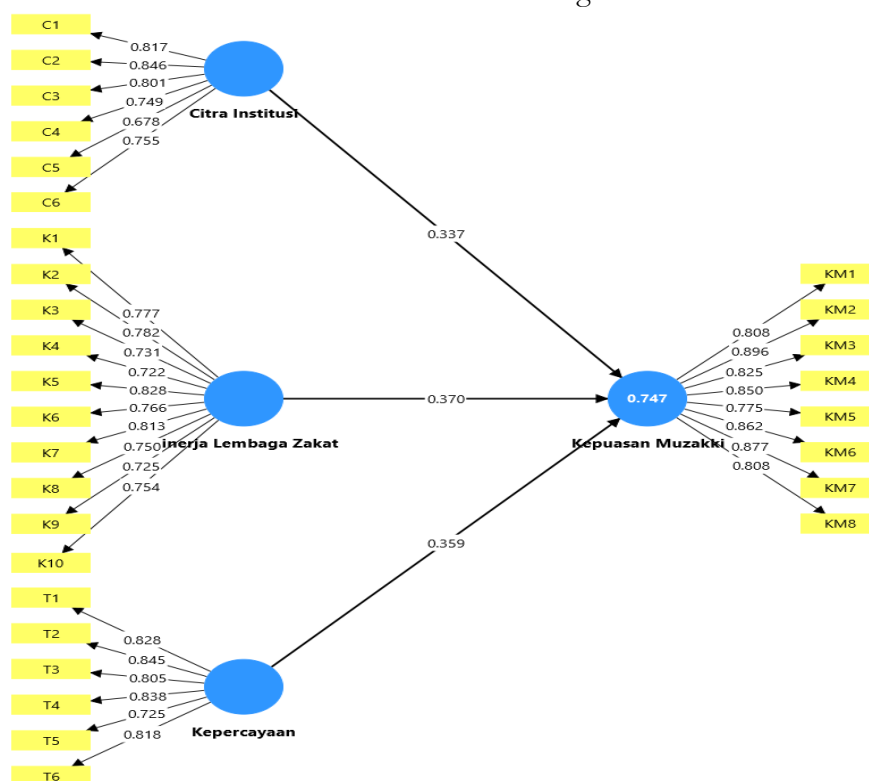 g
C1
C2
C3
C4
C5
C6
0.817
0.846
0.801
0.749
0.678
0.755
Citra Institusi
K1
K2
K3
K4
K5
K6
K7
K8
K9
K10
0.777
0.782
0.731
0.722
0.828
0.766
0.813
0.750
0.725
0.754
inerja Lembaga Zakat
T1
T2
T3
T4
T5
T6
0.828
0.845
0.805
0.838
0.725
0.818
Kepercayaan
0.337
0.370
0.359
0.747
Kepuasan Muzakki
0.808
0.896
0.825
0.850
0.775
0.862
0.877
0.808
KM1
KM2
KM3
KM4
KM5
KM6
KM7
KM8